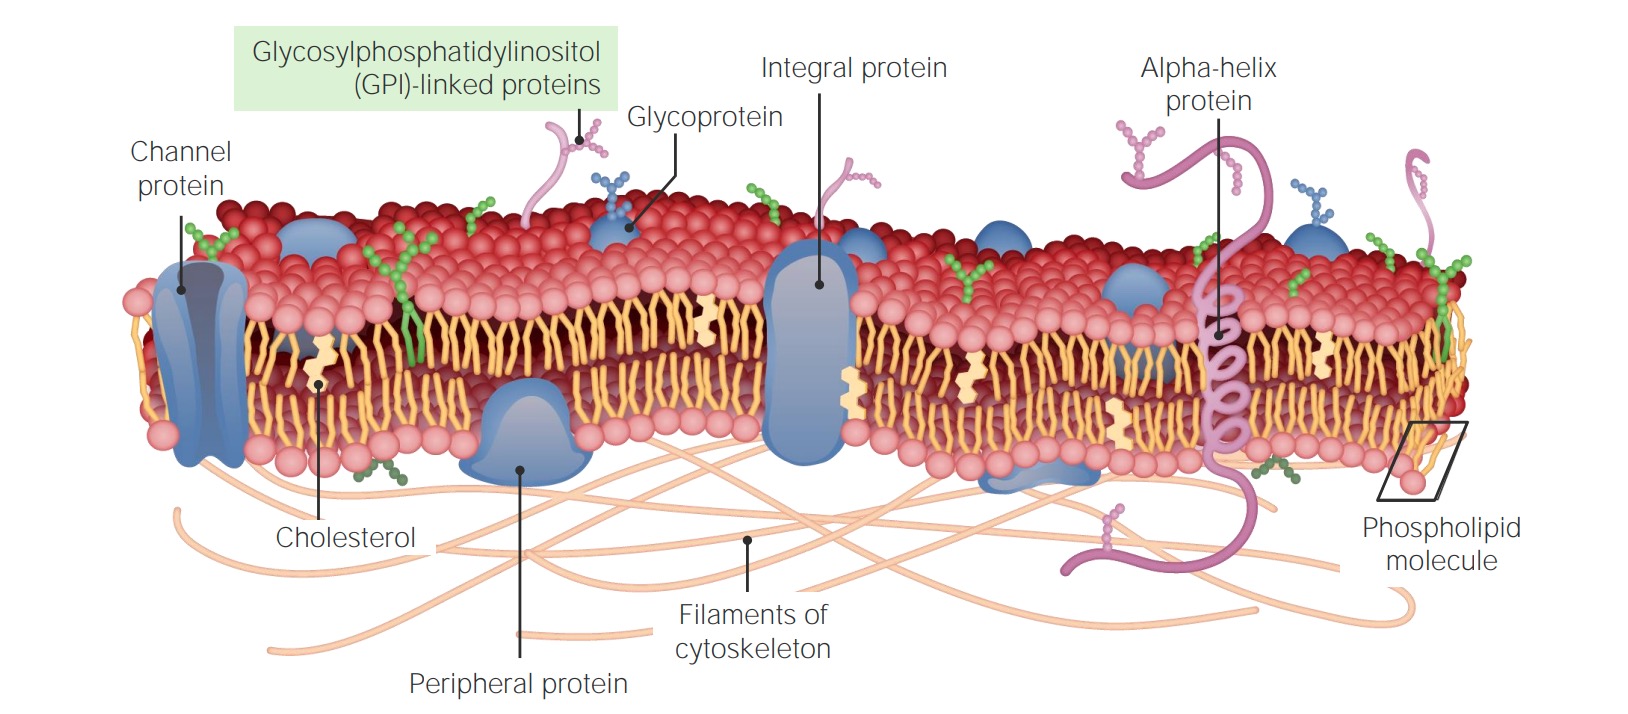 Glycosylphosphatidylinositol
(GPI)-linked proteins
Integral protein
Alpha-helix
protein
Glycoprotein
Channel
protein
Cholesterol
Phospholipid
molecule
Filaments of
cytoskeleton
Peripheral protein